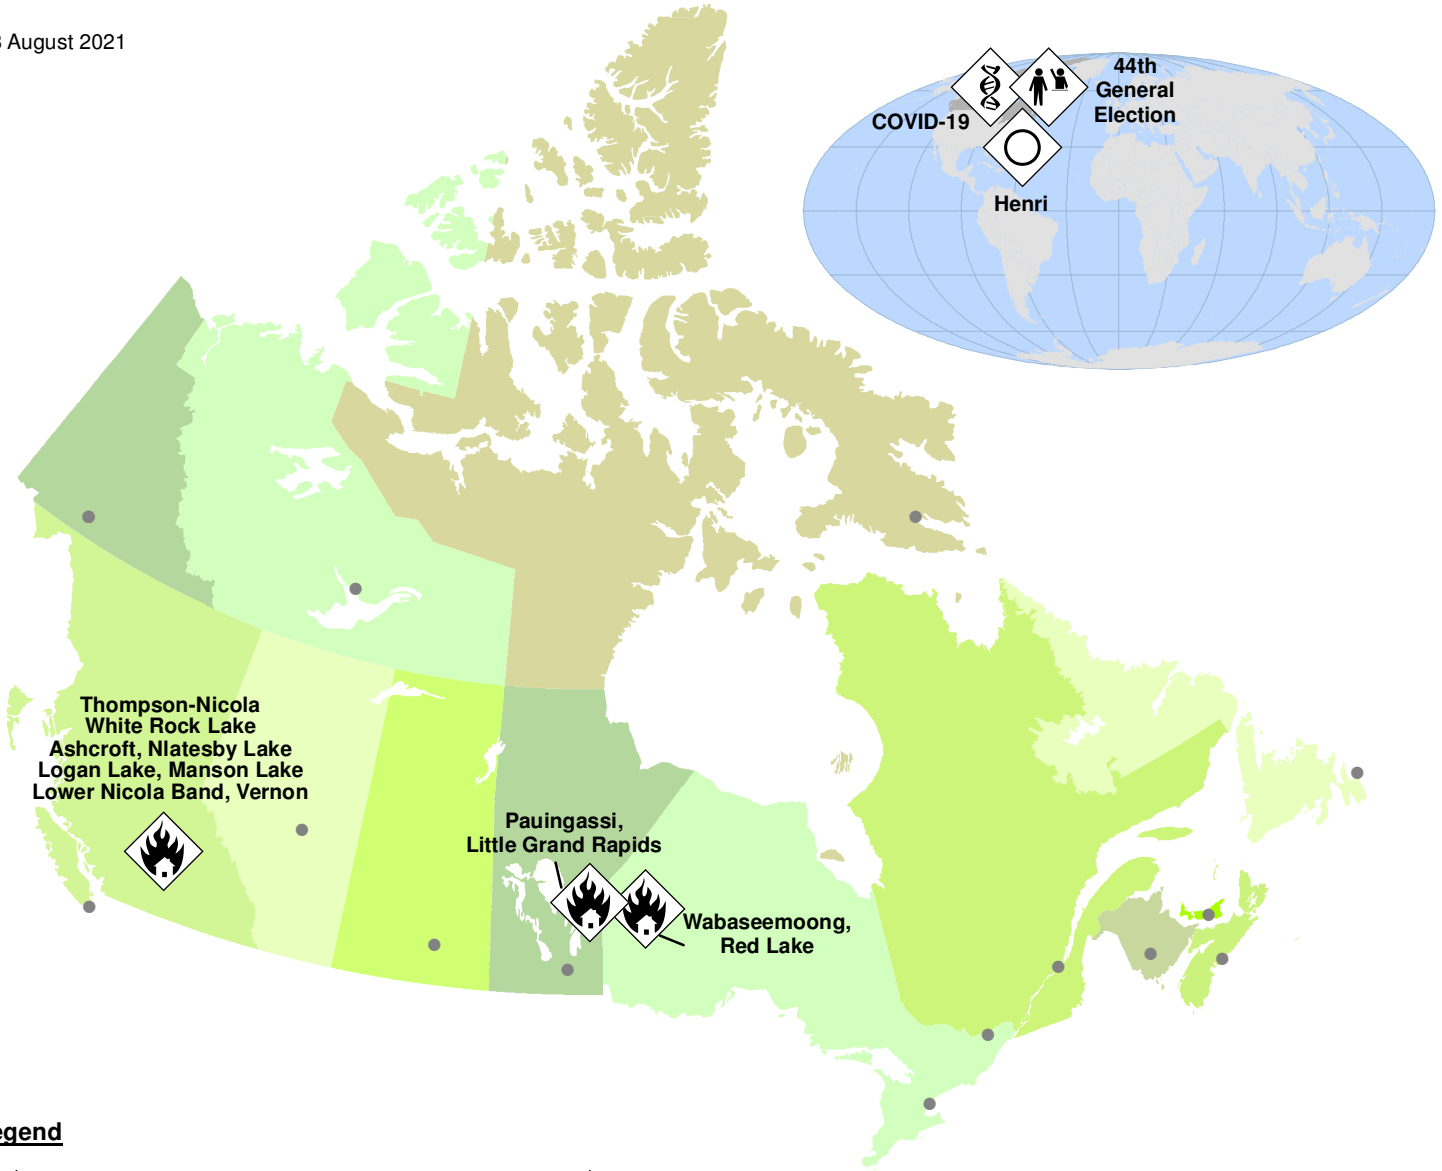 August 2021
44th
General
Election
COVID-19
Henri
Thompson-Nicola
White Rock Lake
Ashcroft, Nlatesby Lake
Logan Lake, Manson Lake
Lower Nicola Band, Vernon
Pauingassi,
Little Grand Rapids
Wabaseemoong,
Red Lake